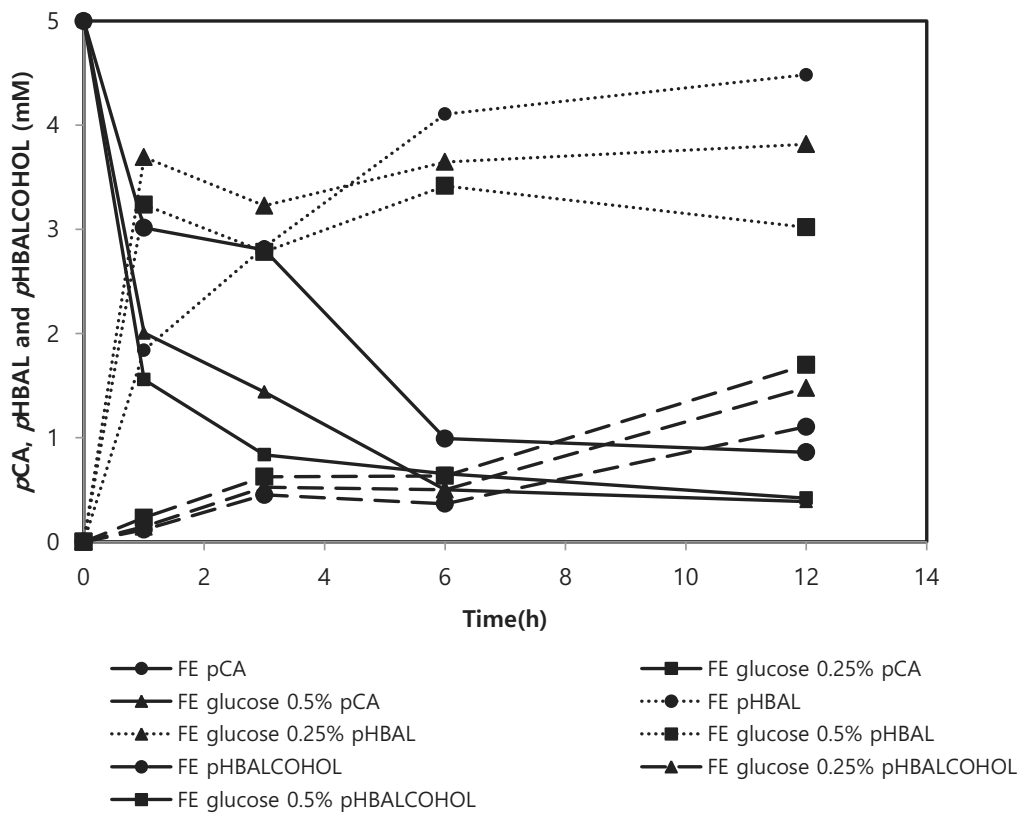 pCA, pHBAL and pHBALCOHOL (mM)
5
4
3
2
1
0
0 2 4 6 8 10 12 14
Time(h)
FE pCA
FE glucose 0.25% pCA
FE glucose 0.5% pCA
FE pHBAL
FE glucose 0.25% pHBAL
FE glucose 0.5% pHBAL
FE pHBALCOHOL
FE glucose 0.25% pHBALCOHOL
FE glucose 0.5% pHBALCOHOL